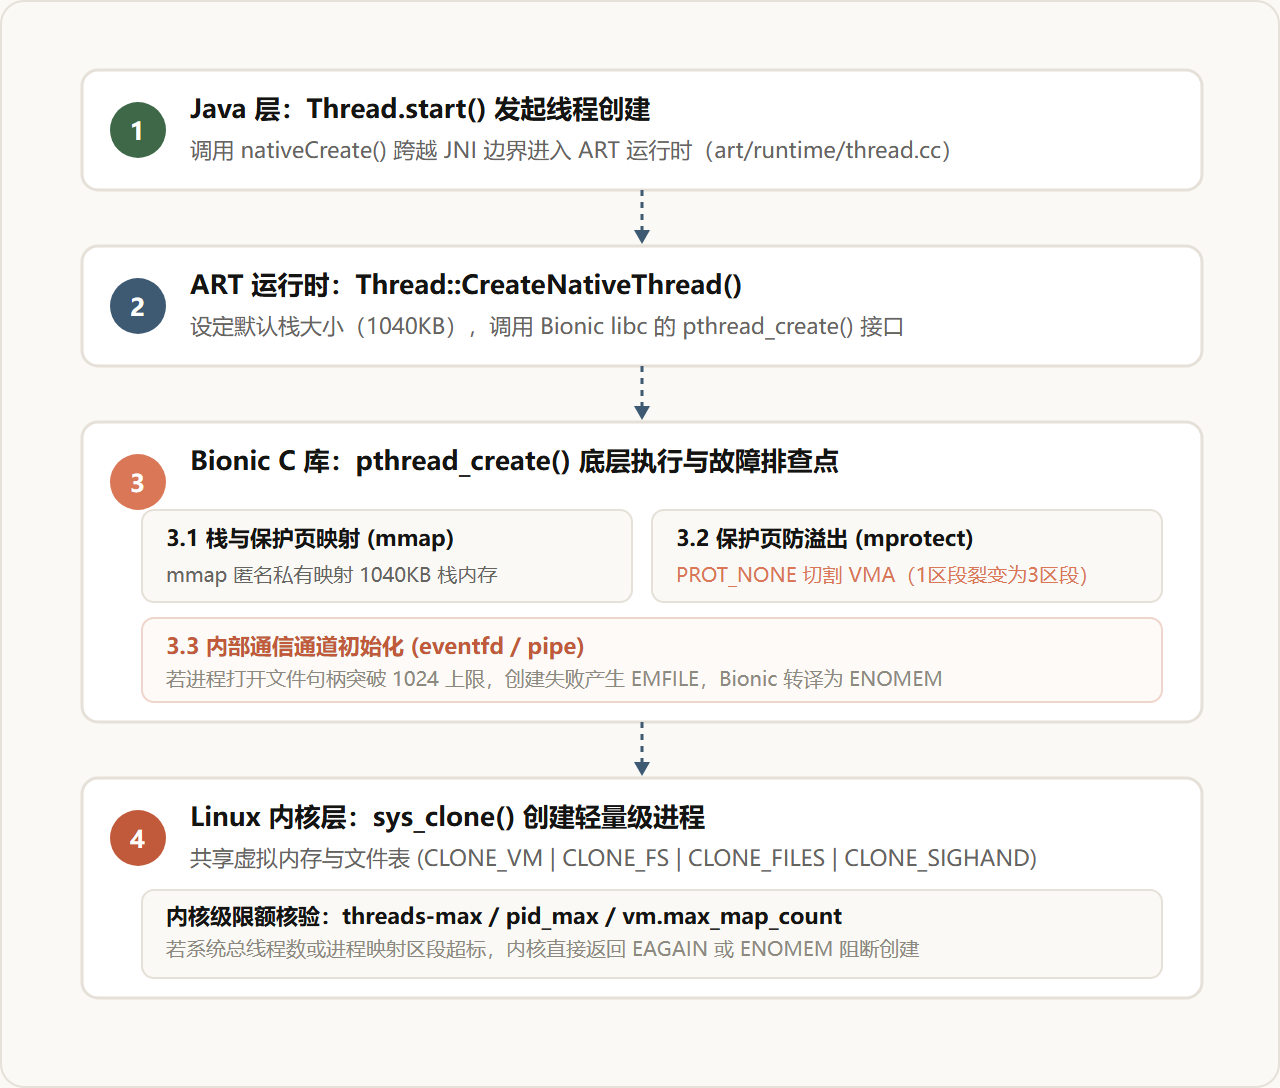 1
Java 层：Thread.start() 发起线程创建
调用 nativeCreate() 跨越 JNI 边界进入 ART 运行时（art/runtime/thread.cc）
2
ART 运行时：Thread::CreateNativeThread()
设定默认栈大小（1040KB），调用 Bionic libc 的 pthread_create() 接口
3
Bionic C 库：pthread_create() 底层执行与故障排查点
3.1 栈与保护页映射 (mmap)
mmap 匿名私有映射 1040KB 栈内存
3.2 保护页防溢出 (mprotect)
PROT_NONE 切割 VMA（1区段裂变为3区段）
3.3 内部通信通道初始化 (eventfd / pipe)
若进程打开文件句柄突破 1024 上限，创建失败产生 EMFILE，Bionic 转译为 ENOMEM
4
Linux 内核层：sys_clone() 创建轻量级进程
共享虚拟内存与文件表 (CLONE_VM | CLONE_FS | CLONE_FILES | CLONE_SIGHAND)
内核级限额核验：threads-max / pid_max / vm.max_map_count
若系统总线程数或进程映射区段超标，内核直接返回 EAGAIN 或 ENOMEM 阻断创建